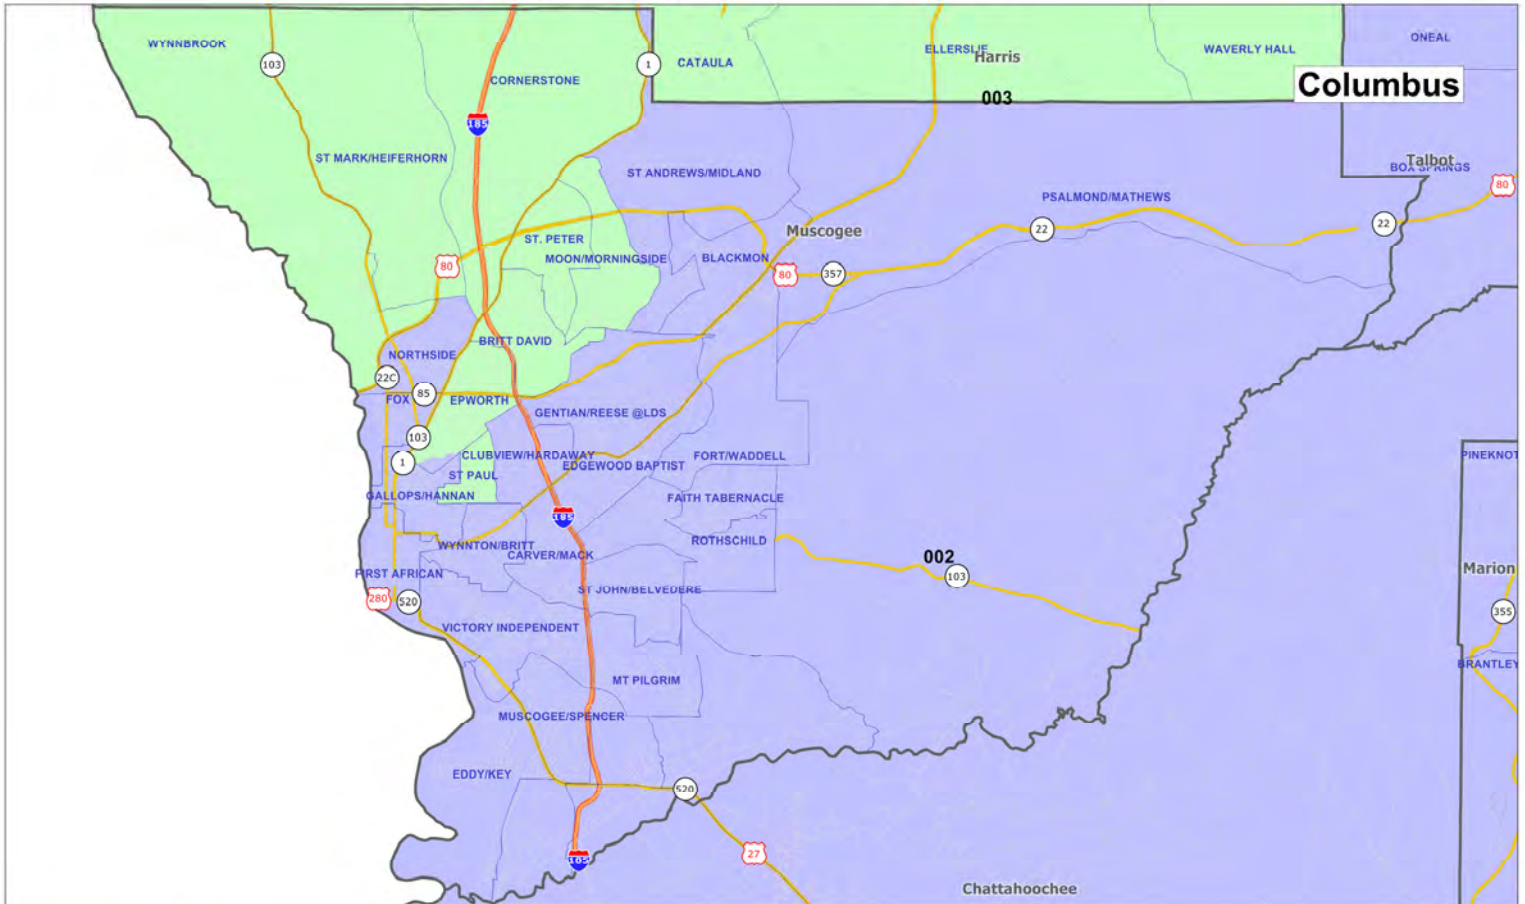 WYNNBROOK
103
CORNERSTONE
1
CATAULA
ELLERSLIE
Harris
WAVERLY HALL
ONEAL
Columbus
003
185
ST MARK/HEIFERHORN
ST ANDREWS/MIDLAND
Talbot
BOX SPRINGS
80
PSALMOND/MATHEWS
22
22
Muscogee
ST. PETER
MOON/MORNINGSIDE
BLACKMON
80
80
357
BRITT DAVID
NORTHSIDE
22C
85
FOX
EPWORTH
GENTIAN/REESE @LDS
103
1
CLUBVIEW/HARDAWAY
EDGEWOOD BAPTIST
FORT/WADDELL
PINEKNOT
ST PAUL
GALLOPS/HANNAN
FAITH TABERNACLE
185
ROTHSCHILD
WYNNTON/BRITT
CARVER/MACK
002
103
Marion
FIRST AFRICAN
280
520
ST JOHN/BELVEDERE
355
VICTORY INDEPENDENT
BRANTLEY
MT PILGRIM
MUSCOGEE/SPENCER
EDDY/KEY
520
27
185
Chattahoochee